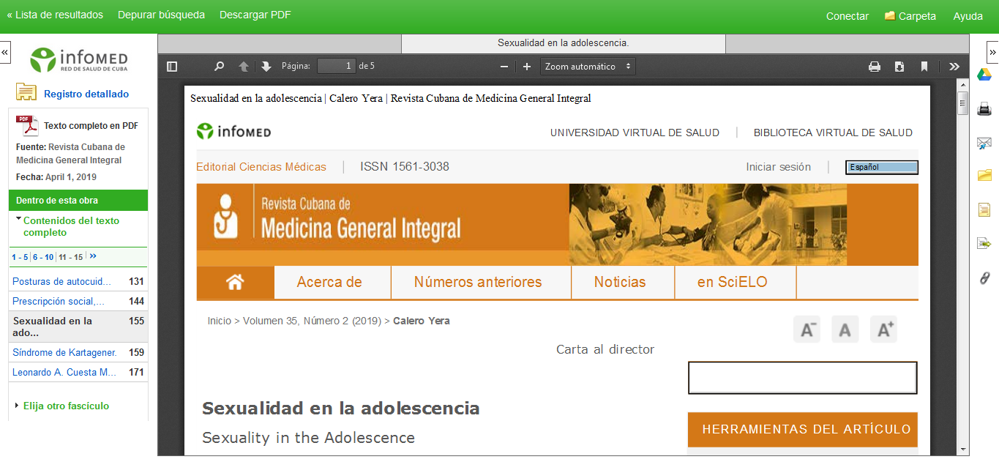 « Lista de resultados Depurar búsqueda Descargar PDF Conectar Carpeta Ayuda
«
infomed
RED DE SALUD DE CUBA
Registro detallado
PDF
Texto completo en PDF
Fuente: Revista Cubana de
Medicina General Integral
Fecha: April 1, 2019
Dentro de esta obra
Contenidos del texto
completo
1 - 5 | 6 - 10 | 11 - 15 | »
Posturas de autocuid... 131
Prescripción social,... 144
Sexualidad en la 155
ado...
Síndrome de Kartagener. 159
Leonardo A. Cuesta M... 171
Elija otro fascículo
Sexualidad en la adolescencia.
Página: 1 de 5 Zoom automático »
Sexualidad en la adolescencia | Calero Yera | Revista Cubana de Medicina General Integral
infomed UNIVERSIDAD VIRTUAL DE SALUD | BIBLIOTECA VIRTUAL DE SALUD
Editorial Ciencias Médicas | ISSN 1561-3038 Iniciar sesión | Español
Revista Cubana de
Medicina General Integral
Acerca de Números anteriores Noticias en SciELO
Inicio > Volumen 35, Número 2 (2019) > Calero Yera
A- A A+
Carta al director
Sexualidad en la adolescencia
Sexuality in the Adolescence
HERRAMIENTAS DEL ARTÍCULO
»